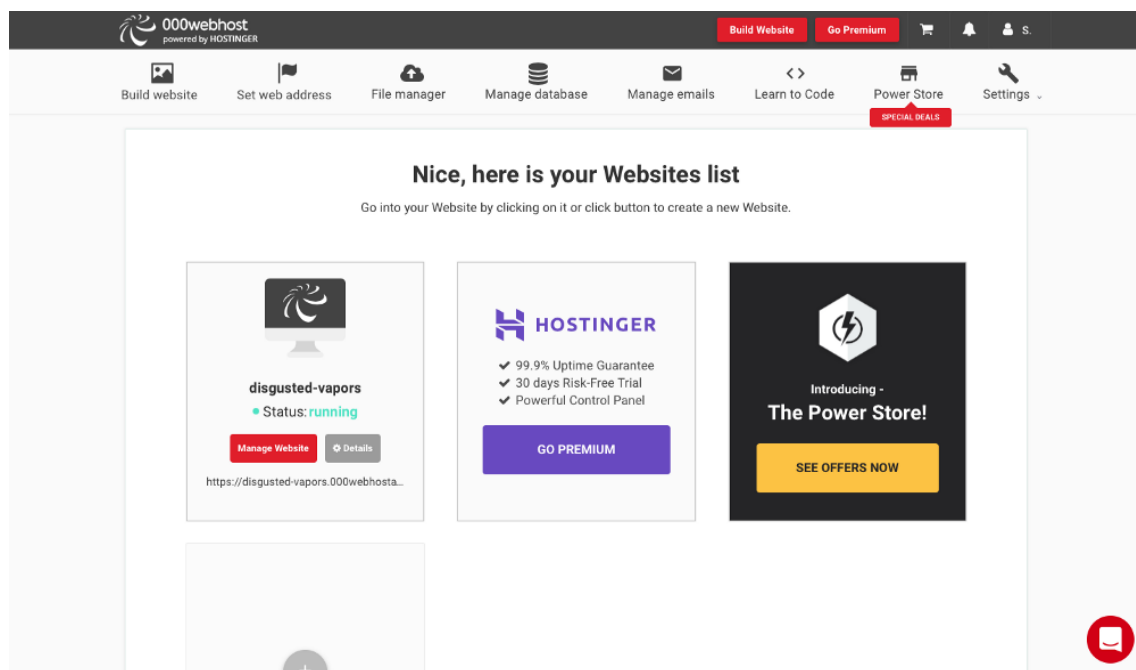 000webhost
powered by HOSTINGER
Build Website
Go Premium
S.
Build website
Set web address
File manager
Manage database
Manage emails
Learn to Code
Power Store
Settings
SPECIAL DEALS
Nice, here is your Websites list
Go into your Website by clicking on it or click button to create a new Website.
disgusted-vapors
Status: running
Manage Website
Details
https://disgusted-vapors.000webhosta...
HOSTINGER
99.9% Uptime Guarantee
30 days Risk-Free Trial
Powerful Control Panel
GO PREMIUM
Introducing -
The Power Store!
SEE OFFERS NOW